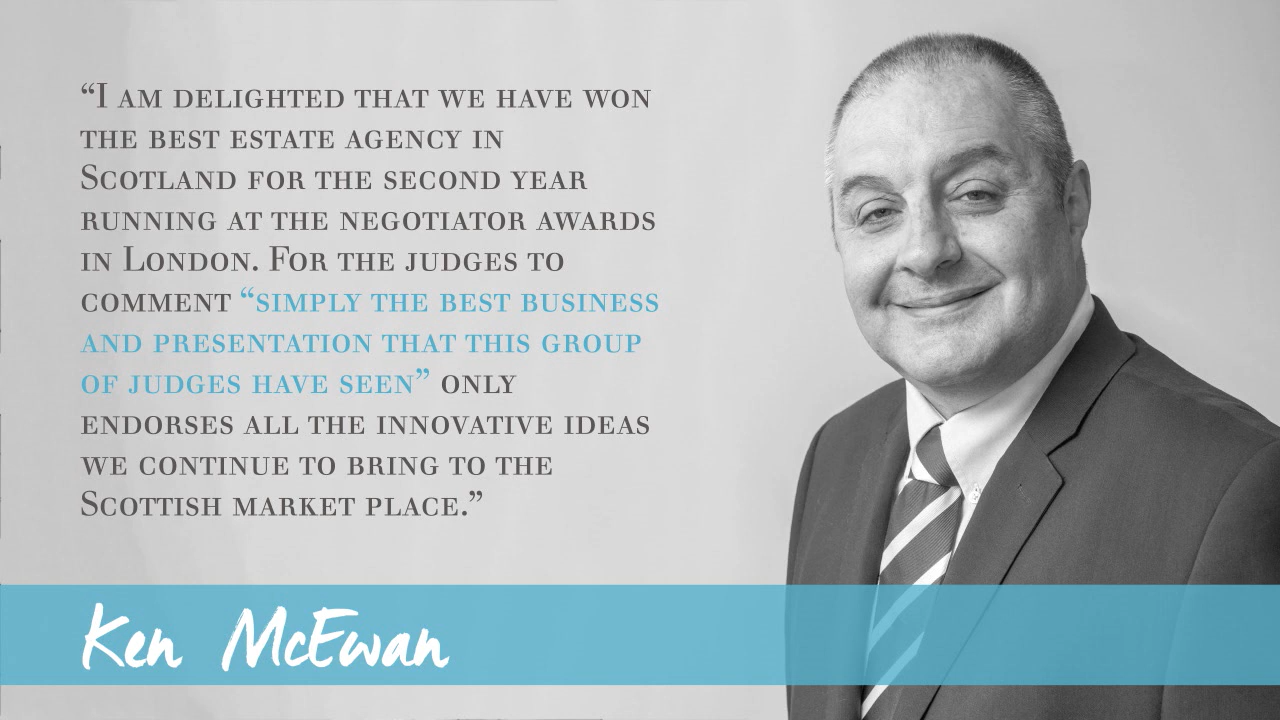 “I am delighted that we have won
the best estate agency in
Scotland for the second year
running at the negotiator awards
in London. For the judges to
comment “simply the best business
and presentation that this group
of judges have seen” only
endorses all the innovative ideas
we continue to bring to the
Scottish market place.”
Ken McEwan